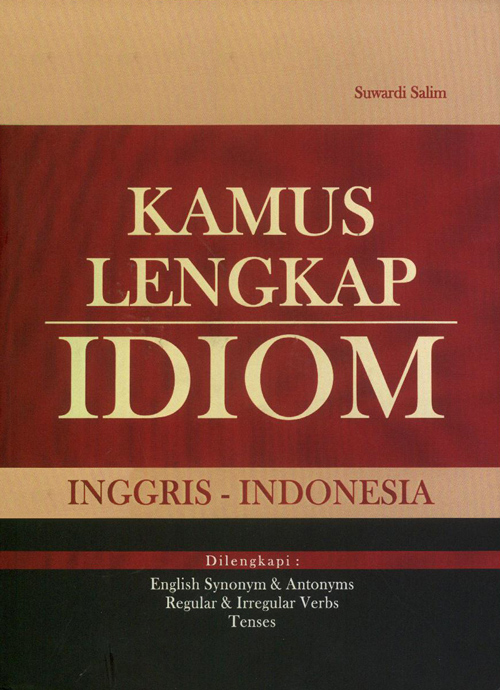 Suwardi Salim
KAMUS
LENGKAP
IDIOM
INGGRIS - INDONESIA
Dilengkapi :
English Synonym & Antonyms
Regular & Irregular Verbs
Tenses